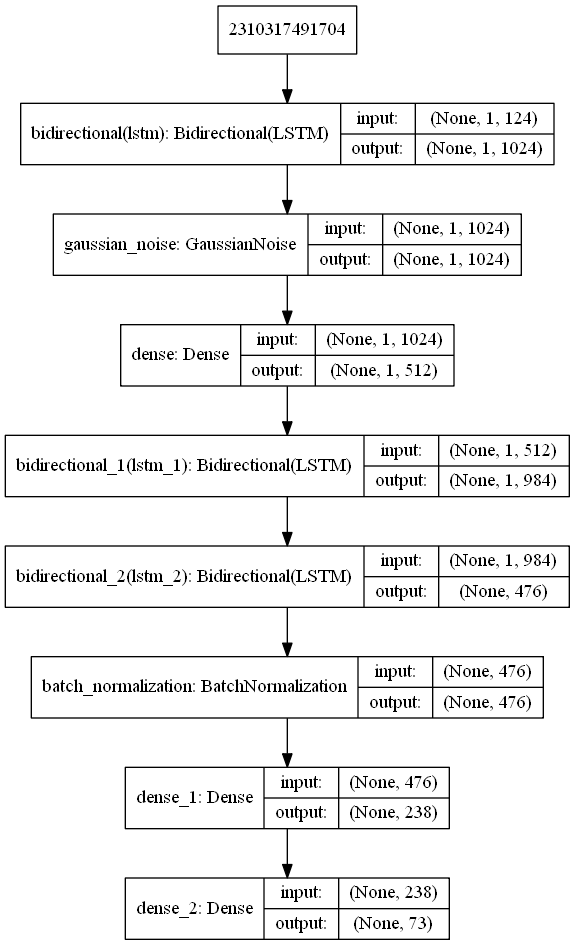 2310317491704
bidirectional(lstm): Bidirectional(LSTM)
input: (None, 1, 124)
output: (None, 1, 1024)
gaussian_noise: GaussianNoise
input: (None, 1, 1024)
output: (None, 1, 1024)
dense: Dense
input: (None, 1, 1024)
output: (None, 1, 512)
bidirectional_1(lstm_1): Bidirectional(LSTM)
input: (None, 1, 512)
output: (None, 1, 984)
bidirectional_2(lstm_2): Bidirectional(LSTM)
input: (None, 1, 984)
output: (None, 476)
batch_normalization: BatchNormalization
input: (None, 476)
output: (None, 476)
dense_1: Dense
input: (None, 476)
output: (None, 238)
dense_2: Dense
input: (None, 238)
output: (None, 73)